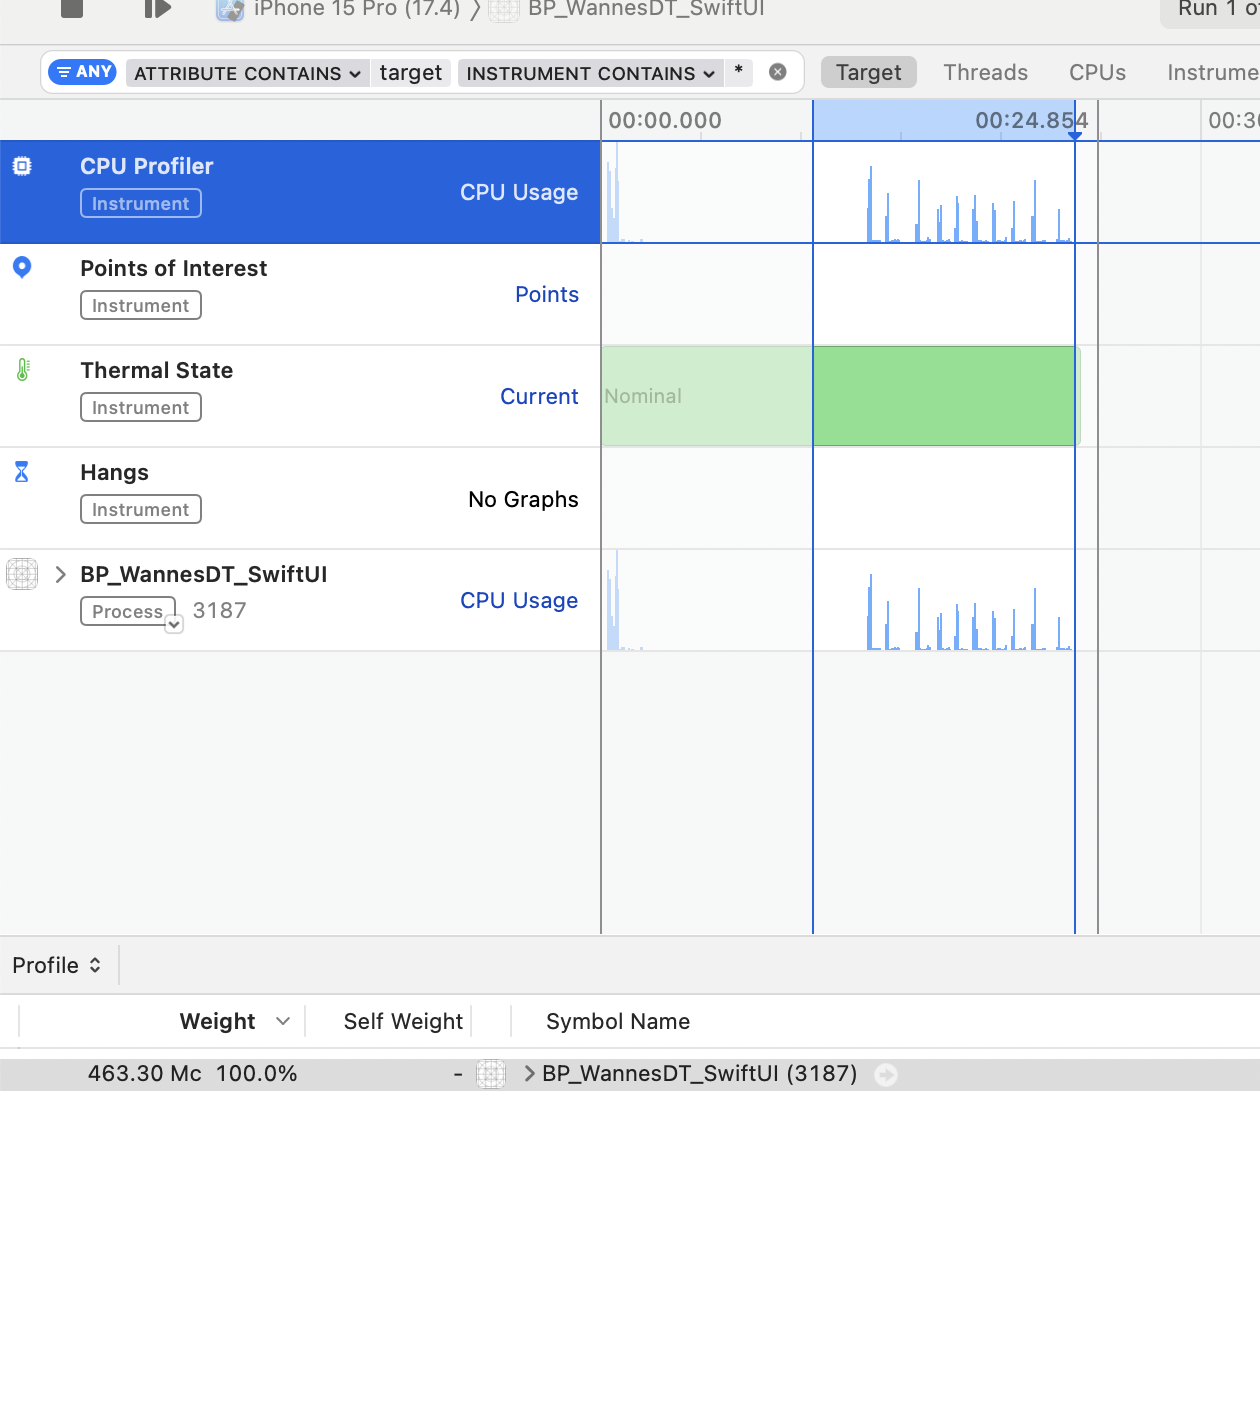 iPhone 15 Pro (17.4) 〉 BP_WannesDT_SwiftUI Run 1 o
ANY ATTRIBUTE CONTAINS target INSTRUMENT CONTAINS * Target Threads CPUs Instrume
00:00.000 00:24.854 00:30
CPU Profiler
Instrument
CPU Usage
Points of Interest
Instrument
Points
Thermal State
Instrument
Current
Nominal
Hangs
Instrument
No Graphs
BP_WannesDT_SwiftUI
Process 3187
CPU Usage
Profile
Weight Self Weight Symbol Name
463.30 Mc 100.0% - BP_WannesDT_SwiftUI (3187)